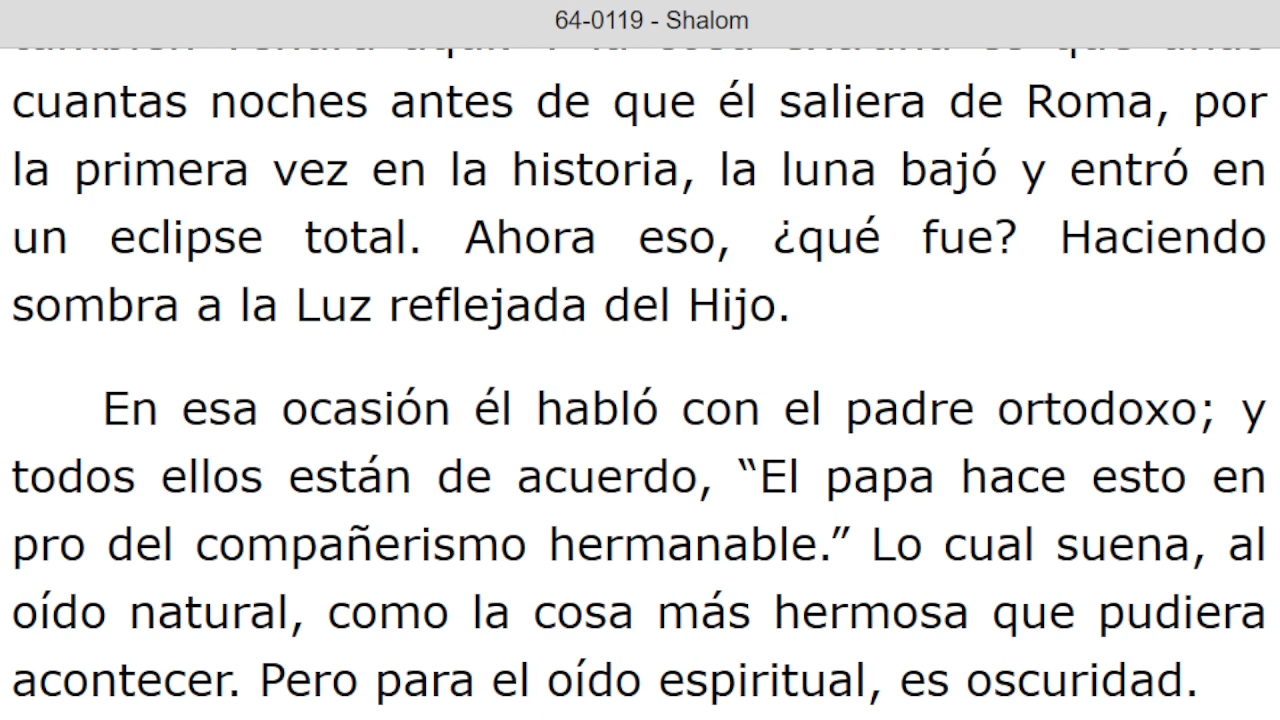 64-0119 - Shalom
cuantas noches antes de que él saliera de Roma, por
la primera vez en la historia, la luna bajó y entró en
un eclipse total. Ahora eso, ¿qué fue? Haciendo
sombra a la Luz reflejada del Hijo.
En esa ocasión él habló con el padre ortodoxo; y
todos ellos están de acuerdo, “El papa hace esto en
pro del compañerismo hermanable.” Lo cual suena, al
oído natural, como la cosa más hermosa que pudiera
acontecer. Pero para el oído espiritual, es oscuridad.